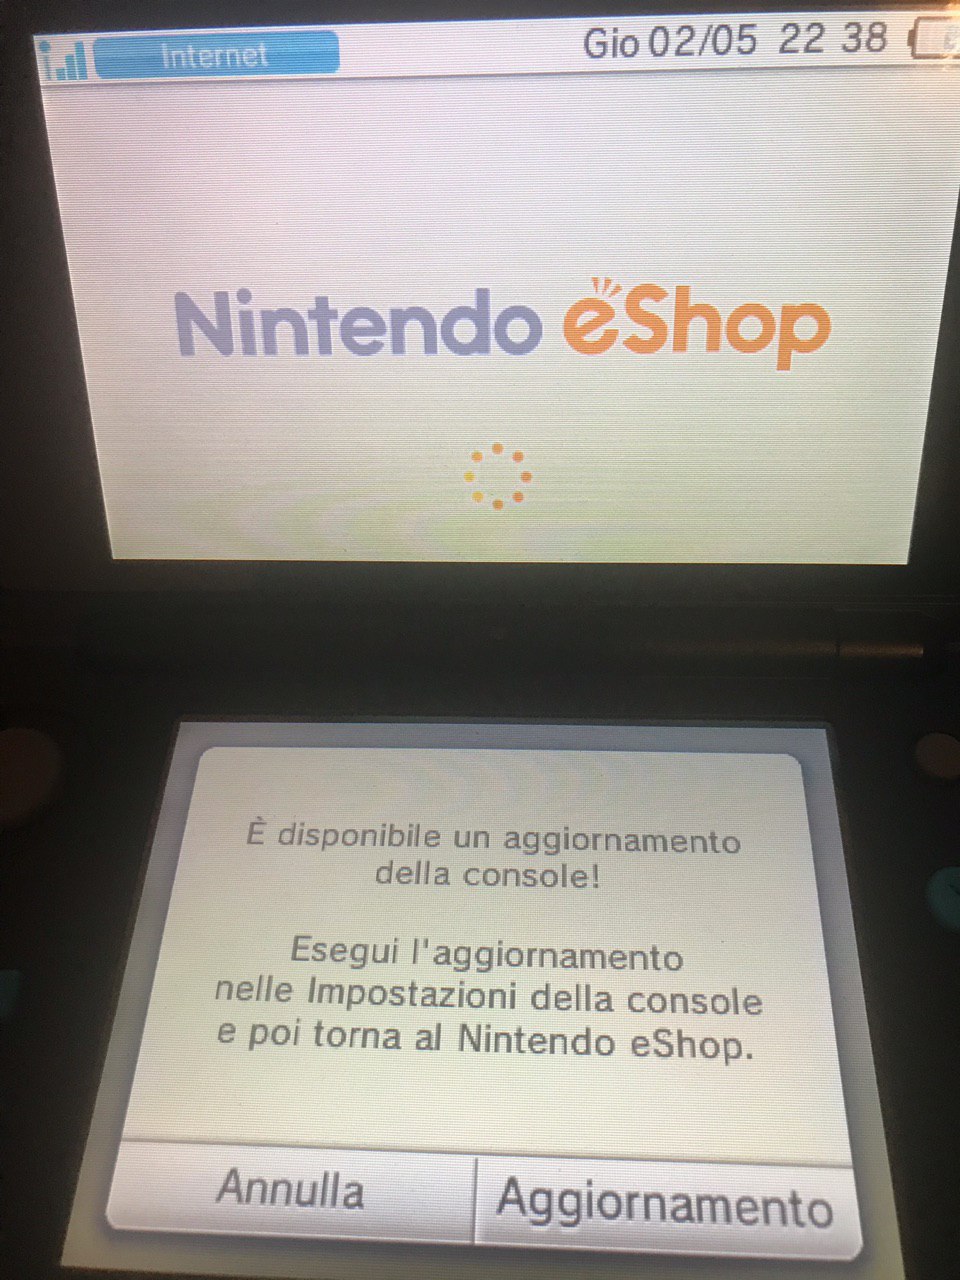 Internet
Gio 02/05 22 38
Nintendo eShop
È disponibile un aggiornamento
della console!
Esegui l'aggiornamento
nelle Impostazioni della console
e poi torna al Nintendo eShop.
Annulla
Aggiornamento